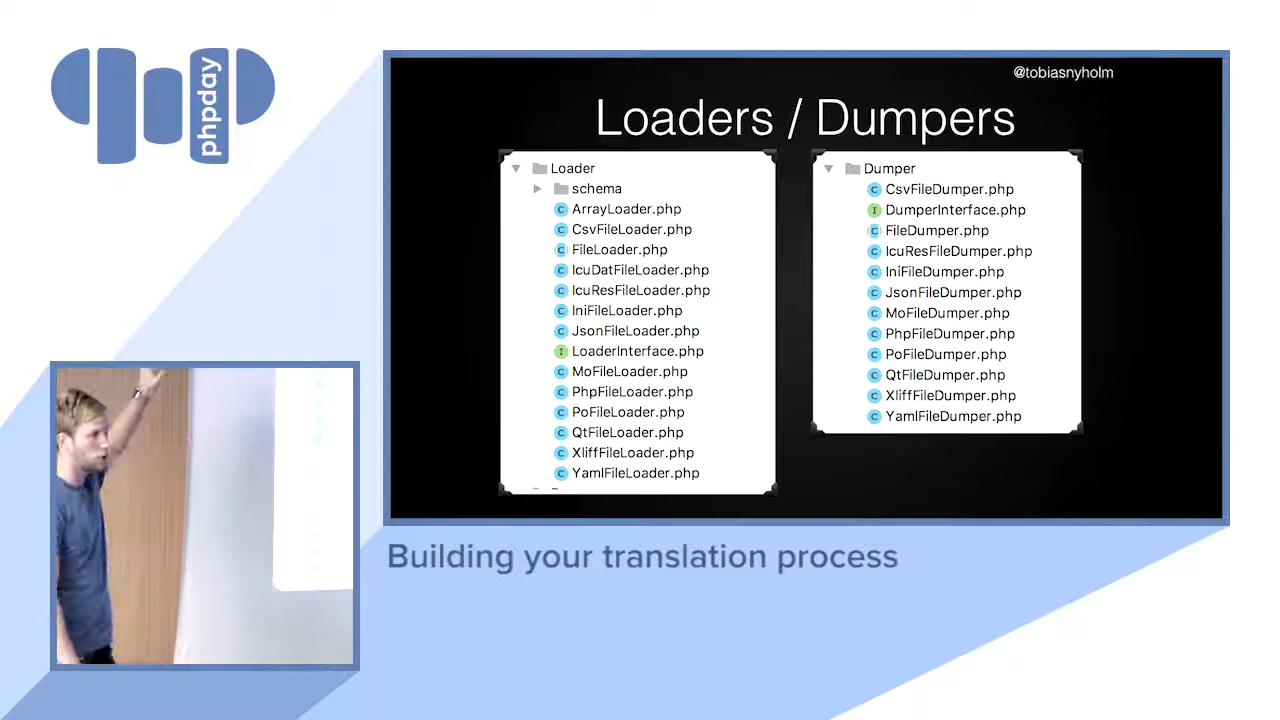 phpday
@tobiasnyholm
Loaders / Dumpers
Loader
schema
ArrayLoader.php
CsvFileLoader.php
FileLoader.php
IcuDatFileLoader.php
IcuResFileLoader.php
IniFileLoader.php
JsonFileLoader.php
LoaderInterface.php
MoFileLoader.php
PhpFileLoader.php
PoFileLoader.php
QtFileLoader.php
XliffFileLoader.php
YamlFileLoader.php
Dumper
CsvFileDumper.php
DumperInterface.php
FileDumper.php
IcuResFileDumper.php
IniFileDumper.php
JsonFileDumper.php
MoFileDumper.php
PhpFileDumper.php
PoFileDumper.php
QtFileDumper.php
XliffFileDumper.php
YamlFileDumper.php
Building your translation process